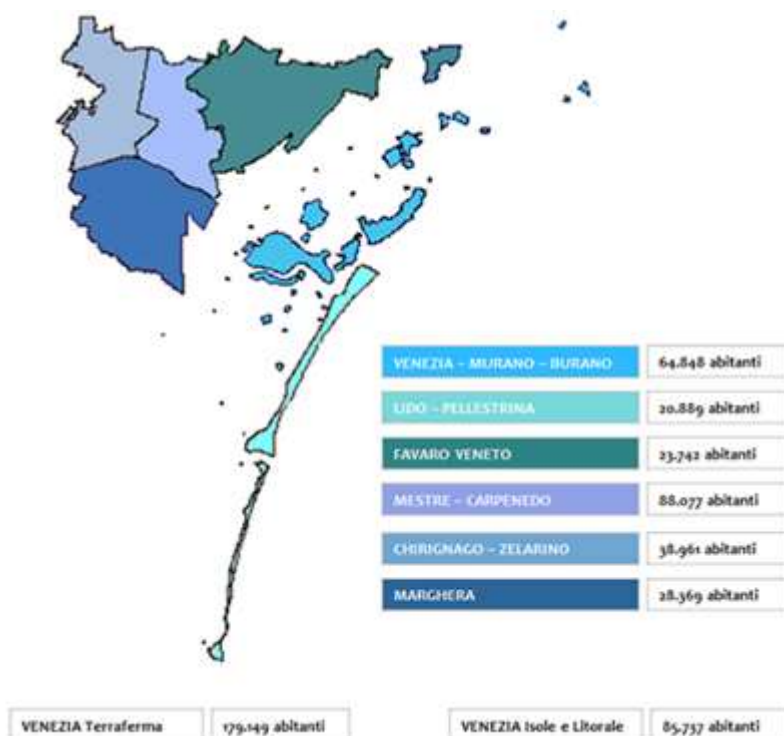 VENEZIA – MURANO – BURANO 64.848 abitanti
LIDO – PELLESTRINA 20.889 abitanti
FAVARO VENETO 23.742 abitanti
MESTRE – CARPENEDO 88.077 abitanti
CHIRIGNAGO – ZELARINO 38.961 abitanti
MARGHERA 28.369 abitanti
VENEZIA Terraferma 179.149 abitanti VENEZIA Isole e Litorale 85.737 abitanti